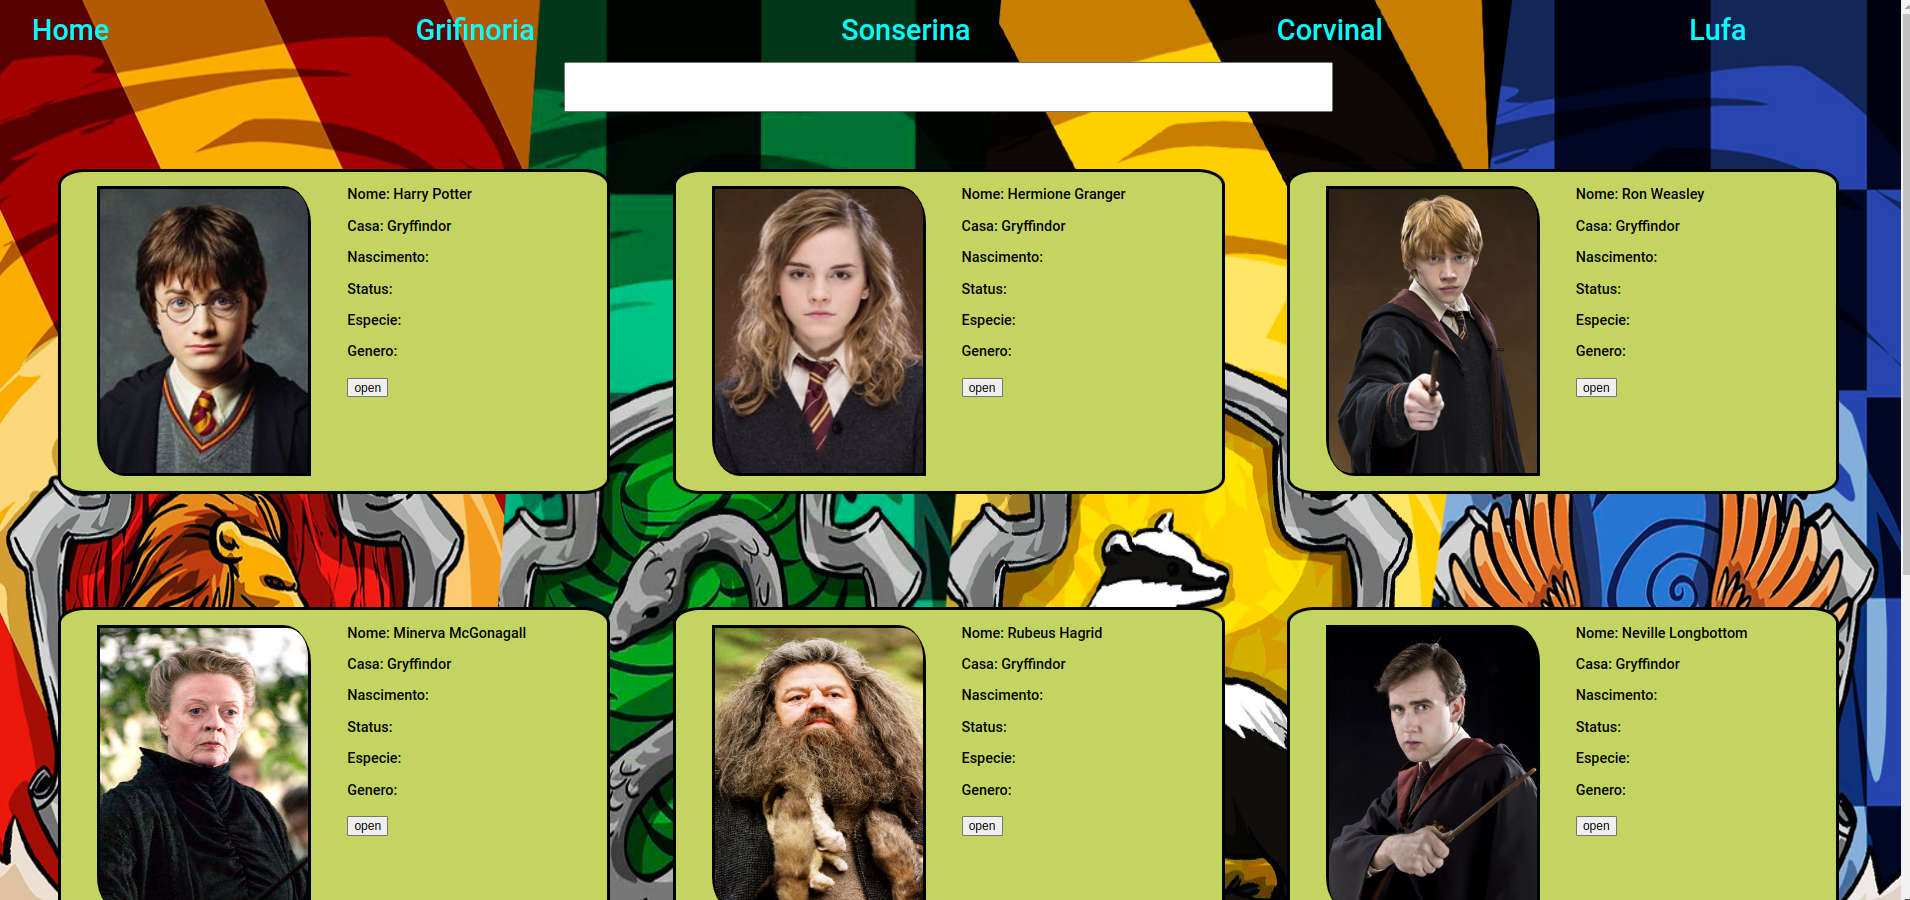 Home Grifinoria Sonserina Corvinal Lufa
Nome: Harry Potter
Casa: Gryffindor
Nascimento:
Status:
Especie:
Genero:
open
Nome: Hermione Granger
Casa: Gryffindor
Nascimento:
Status:
Especie:
Genero:
open
Nome: Ron Weasley
Casa: Gryffindor
Nascimento:
Status:
Especie:
Genero:
open
Nome: Minerva McGonagall
Casa: Gryffindor
Nascimento:
Status:
Especie:
Genero:
open
Nome: Rubeus Hagrid
Casa: Gryffindor
Nascimento:
Status:
Especie:
Genero:
open
Nome: Neville Longbottom
Casa: Gryffindor
Nascimento:
Status:
Especie:
Genero:
open